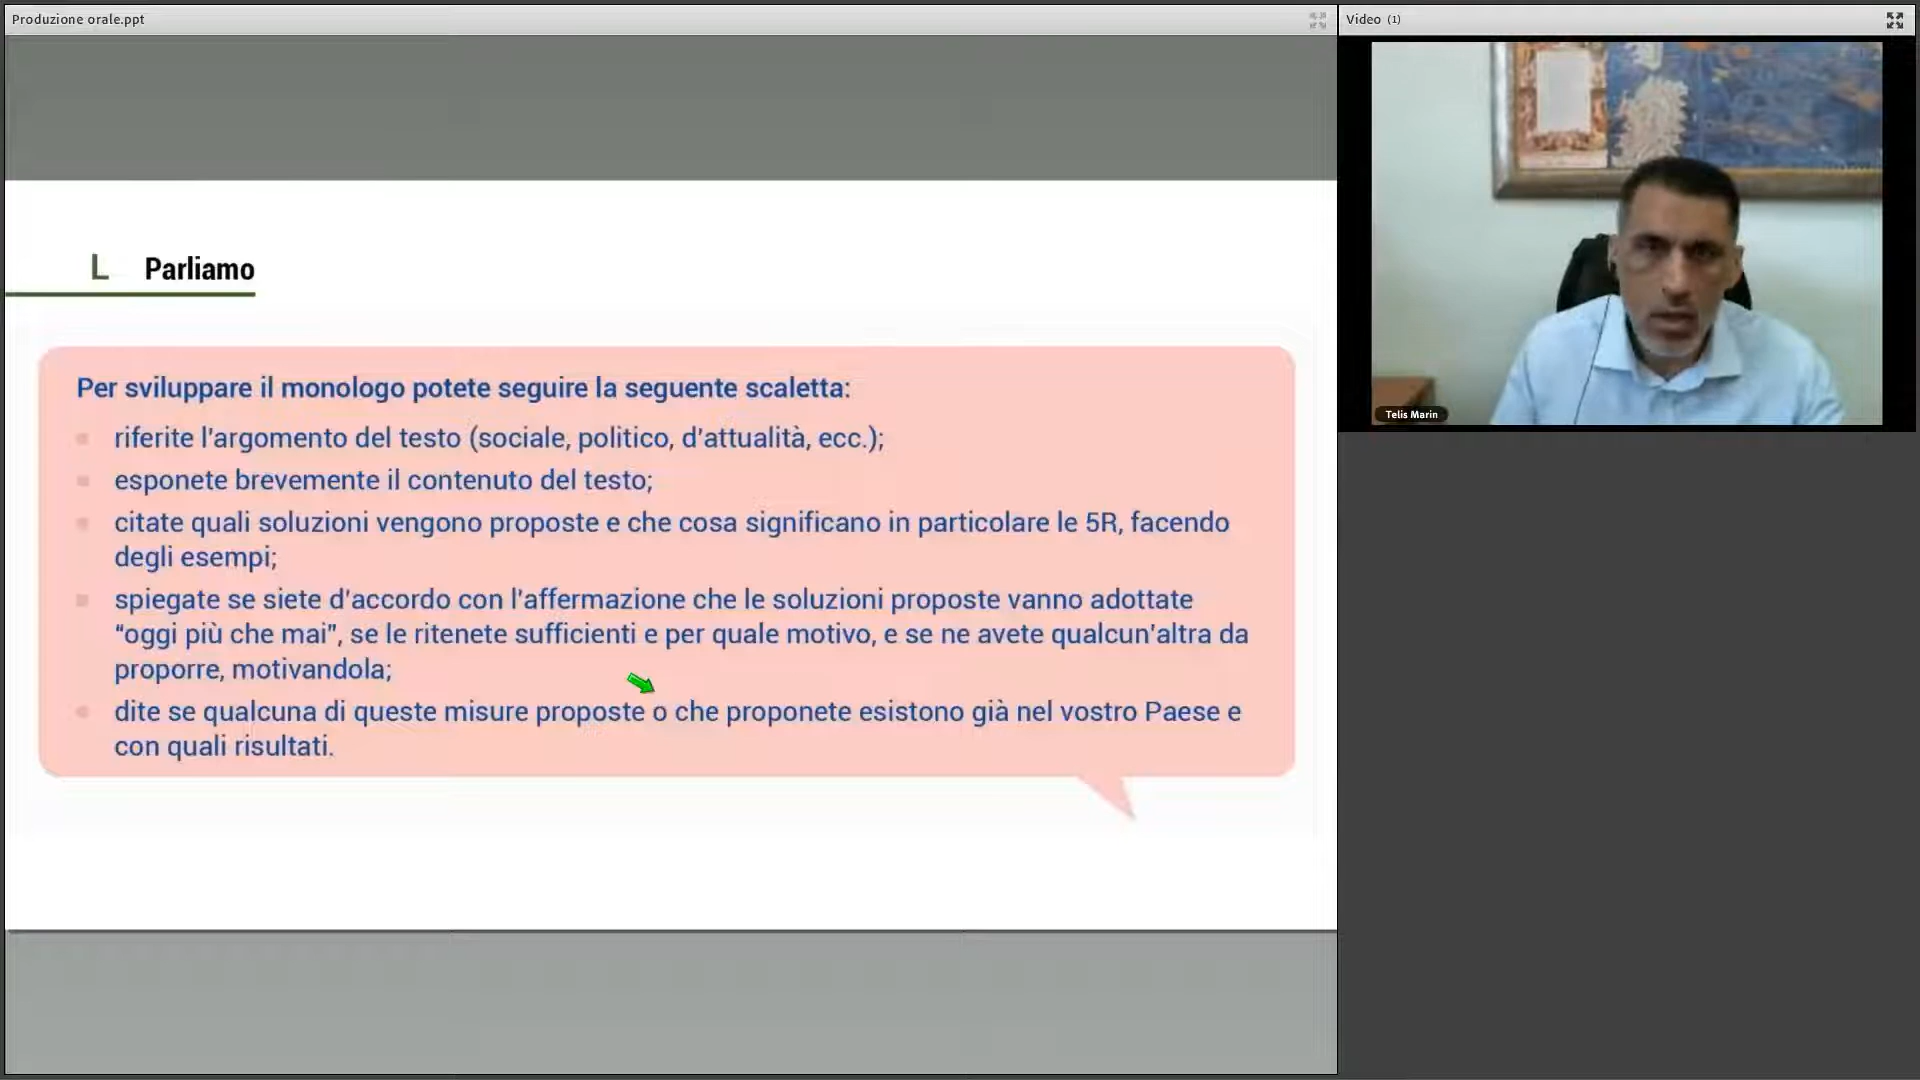 Produzione orale.ppt
Video (1)
L Parliamo
Per sviluppare il monologo potete seguire la seguente scaletta:
riferite l'argomento del testo (sociale, politico, d'attualità, ecc.);
esponete brevemente il contenuto del testo;
citate quali soluzioni vengono proposte e che cosa significano in particolare le 5R, facendo
degli esempi;
spiegate se siete d'accordo con l'affermazione che le soluzioni proposte vanno adottate
“oggi più che mai”, se le ritenete sufficienti e per quale motivo, e se ne avete qualcun'altra da
proporre, motivandola;
dite se qualcuna di queste misure proposte o che proponete esistono già nel vostro Paese e
con quali risultati.
Telis Marin